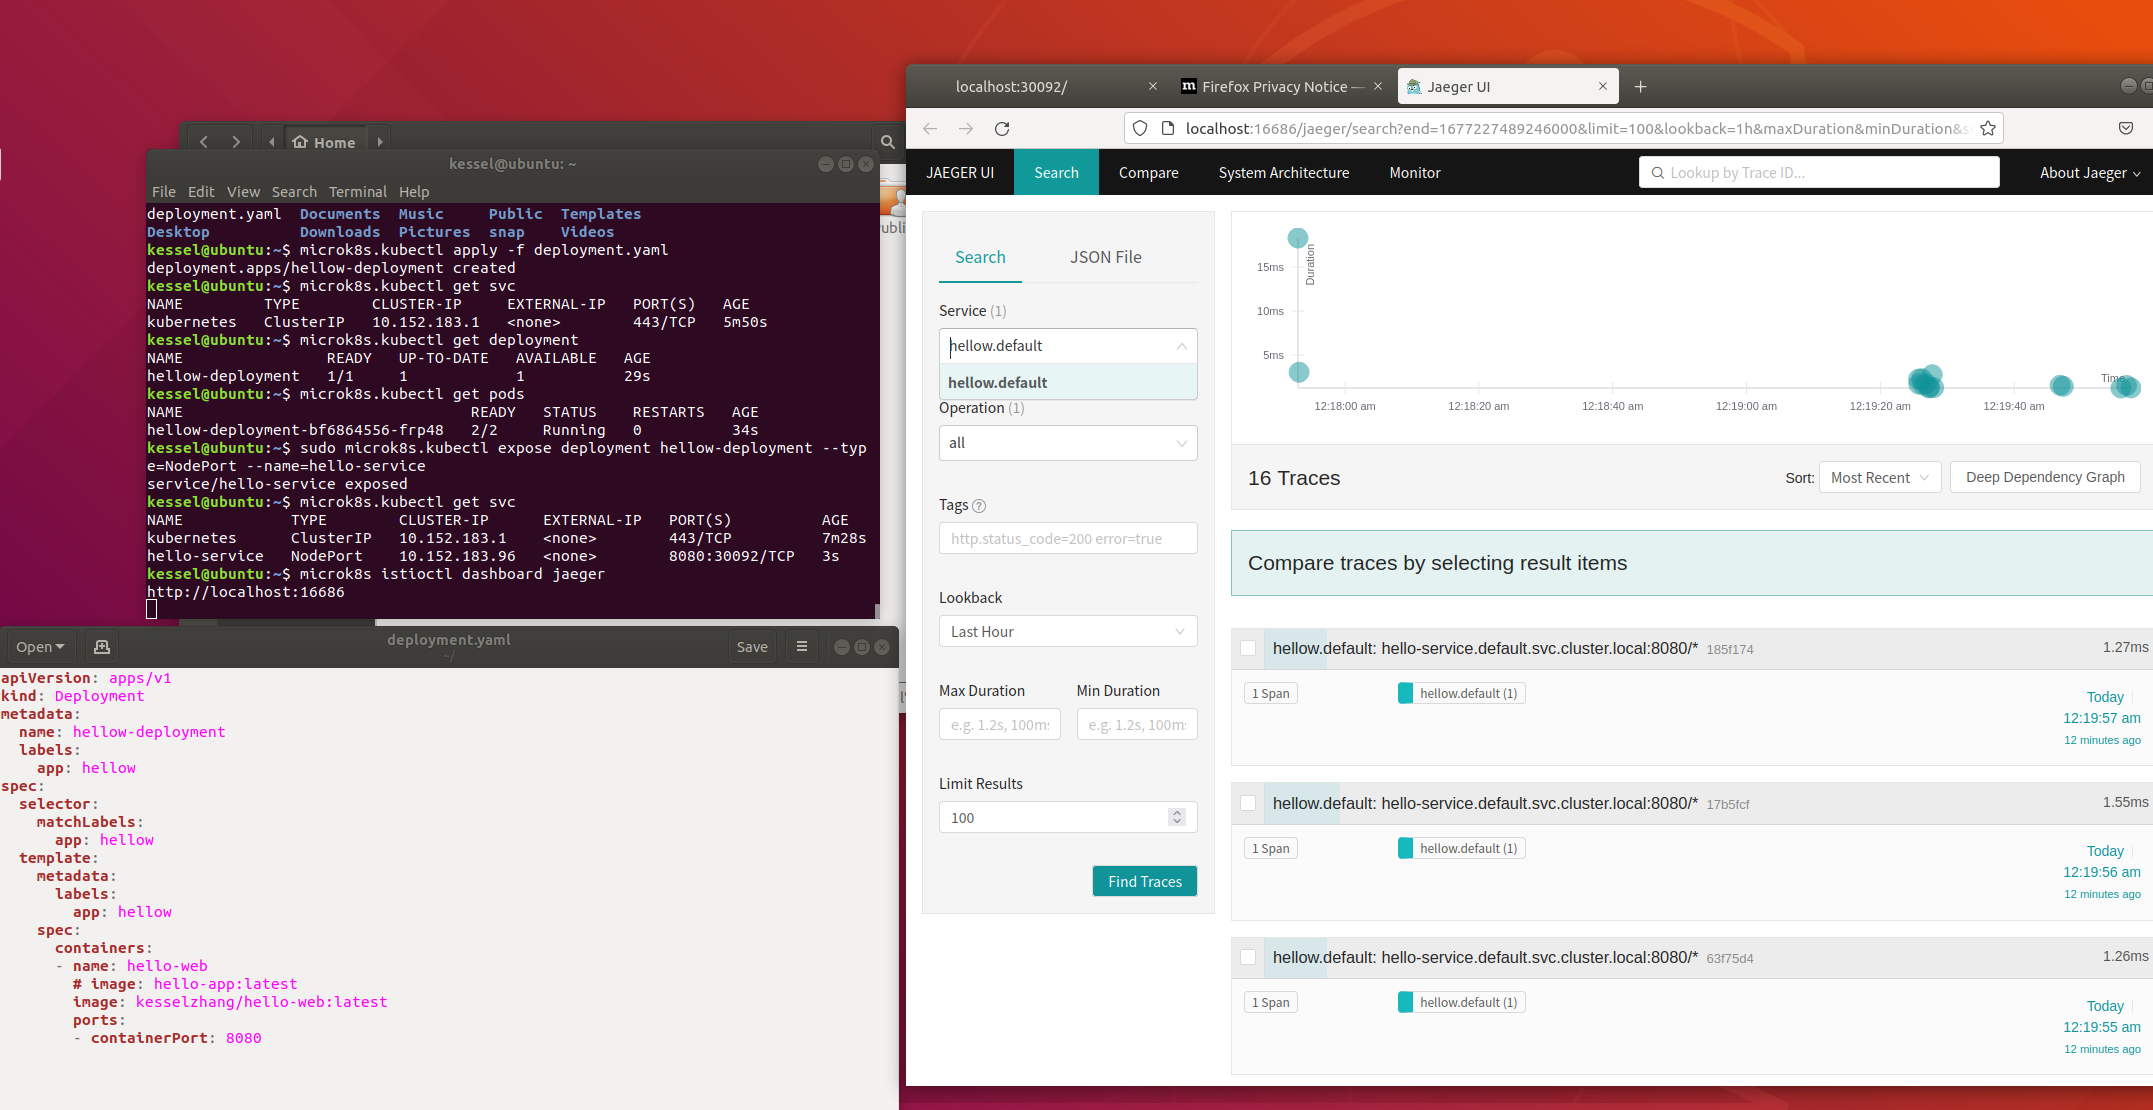 Home
kessel@ubuntu: ~
File Edit View Search Terminal Help
deployment.yaml  Documents  Music     Public  Templates
Desktop          Downloads  Pictures  snap    Videos
kessel@ubuntu:~$ microk8s.kubectl apply -f deployment.yaml
deployment.apps/hellow-deployment created
kessel@ubuntu:~$ microk8s.kubectl get svc
NAME         TYPE        CLUSTER-IP     EXTERNAL-IP   PORT(S)   AGE
kubernetes   ClusterIP   10.152.183.1   <none>        443/TCP   5m50s
kessel@ubuntu:~$ microk8s.kubectl get deployment
NAME                READY   UP-TO-DATE   AVAILABLE   AGE
hellow-deployment   1/1     1            1           29s
kessel@ubuntu:~$ microk8s.kubectl get pods
NAME                                READY   STATUS    RESTARTS   AGE
hellow-deployment-bf6864556-frp48   2/2     Running   0          34s
kessel@ubuntu:~$ sudo microk8s.kubectl expose deployment hellow-deployment --typ
e=NodePort --name=hello-service
service/hello-service exposed
kessel@ubuntu:~$ microk8s.kubectl get svc
NAME            TYPE        CLUSTER-IP      EXTERNAL-IP   PORT(S)          AGE
kubernetes      ClusterIP   10.152.183.1    <none>        443/TCP          7m28s
hello-service   NodePort    10.152.183.96   <none>        8080:30092/TCP   3s
kessel@ubuntu:~$ microk8s istioctl dashboard jaeger
http://localhost:16686
Open
deployment.yaml
~/
Save
apiVersion: apps/v1
kind: Deployment
metadata:
  name: hellow-deployment
  labels:
    app: hellow
spec:
  selector:
    matchLabels:
      app: hellow
  template:
    metadata:
      labels:
        app: hellow
    spec:
      containers:
      - name: hello-web
        # image: hello-app:latest
        image: kesselzhang/hello-web:latest
        ports:
        - containerPort: 8080
localhost:30092/
m Firefox Privacy Notice —
Jaeger UI
localhost:16686/jaeger/search?end=1677227489246000&limit=100&lookback=1h&maxDuration&minDuration&s
JAEGER UI Search Compare System Architecture Monitor Lookup by Trace ID... About Jaeger
Search JSON File
Service (1)
hellow.default
hellow.default
Operation (1)
all
Tags
http.status_code=200 error=true
Lookback
Last Hour
Max Duration Min Duration
e.g. 1.2s, 100ms e.g. 1.2s, 100ms
Limit Results
100
Find Traces
Duration
15ms
10ms
5ms
Time
12:18:00 am 12:18:20 am 12:18:40 am 12:19:00 am 12:19:20 am 12:19:40 am
16 Traces Sort: Most Recent Deep Dependency Graph
Compare traces by selecting result items
hellow.default: hello-service.default.svc.cluster.local:8080/* 185f174 1.27ms
1 Span hellow.default (1) Today
12:19:57 am
12 minutes ago
hellow.default: hello-service.default.svc.cluster.local:8080/* 17b5fcf 1.55ms
1 Span hellow.default (1) Today
12:19:56 am
12 minutes ago
hellow.default: hello-service.default.svc.cluster.local:8080/* 63f75d4 1.26ms
1 Span hellow.default (1) Today
12:19:55 am
12 minutes ago